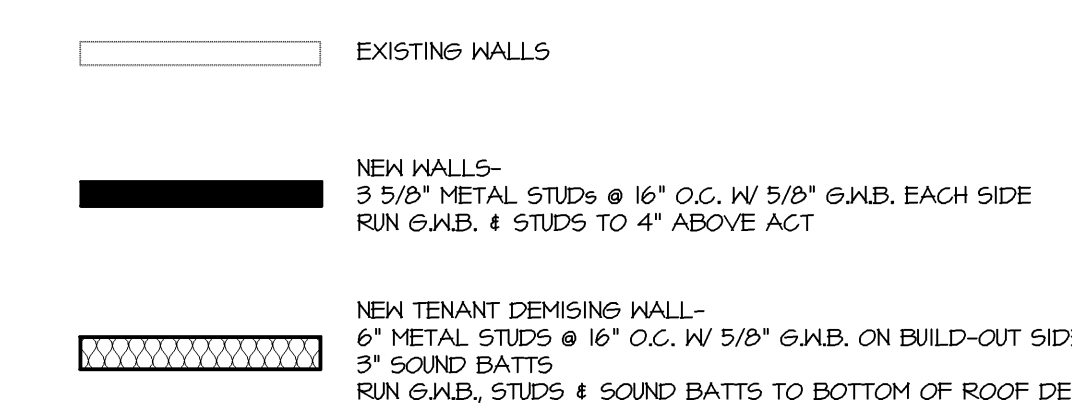 EXISTING WALLS
NEW WALLS-
3 5/8" METAL STUDs @ 16" O.C. W/ 5/8" G.W.B. EACH SIDE
RUN G.W.B. & STUDS TO 4" ABOVE ACT
NEW TENANT DEMISING WALL-
6" METAL STUDS @ 16" O.C. W/ 5/8" G.W.B. ON BUILD-OUT
3" SOUND BATTS
RUN G.W.B., STUDS & SOUND BATTS TO BOTTOM OF ROOF